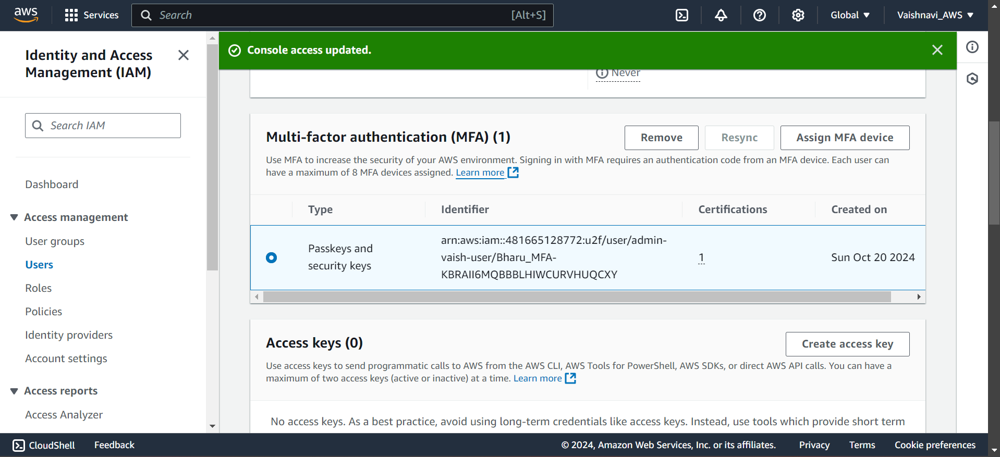 aws
Services
Search
[Alt+S]
Global
Vaishnavi_AWS
Identity and Access
Management (IAM)
Search IAM
Dashboard
Access management
User groups
Users
Roles
Policies
Identity providers
Account settings
Access reports
Access Analyzer
Console access updated.
Never
Multi-factor authentication (MFA) (1)
Remove
Resync
Assign MFA device
Use MFA to increase the security of your AWS environment. Signing in with MFA requires an authentication code from an MFA device. Each user can
have a maximum of 8 MFA devices assigned. Learn more
Type
Identifier
Certifications
Created on
Passkeys and
security keys
arn:aws:iam::481665128772:u2f/user/admin-
vaish-user/Bharu_MFA-
KBRAII6MQBBBLHIWCURVHUQCXY
1
Sun Oct 20 2024
Access keys (0)
Create access key
Use access keys to send programmatic calls to AWS from the AWS CLI, AWS Tools for PowerShell, AWS SDKs, or direct AWS API calls. You can have a
maximum of two access keys (active or inactive) at a time. Learn more
No access keys. As a best practice, avoid using long-term credentials like access keys. Instead, use tools which provide short term
CloudShell
Feedback
© 2024, Amazon Web Services, Inc. or its affiliates.
Privacy
Terms
Cookie preferences